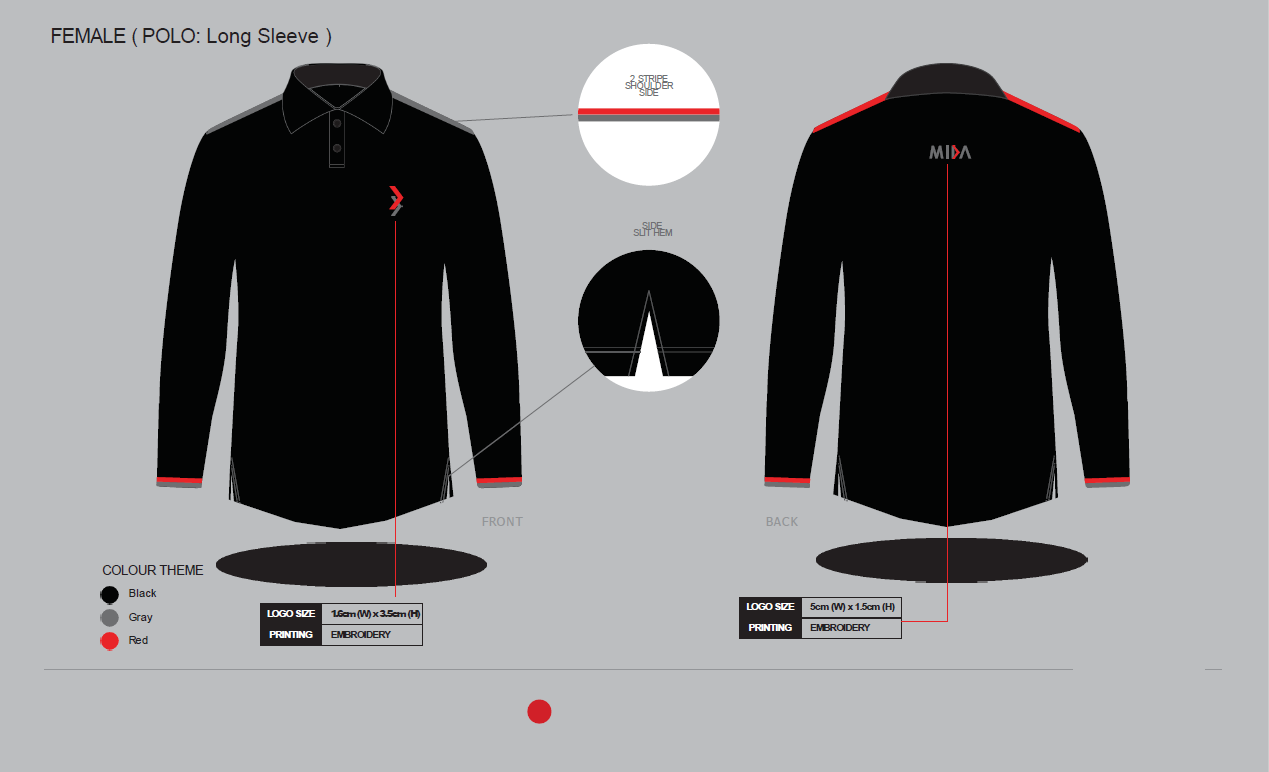 FEMALE ( POLO: Long Sleeve )
2 STRIPE
SHOULDER
SIDE
MIDA
SIDE
SLIT HEM
FRONT
BACK
COLOUR THEME
Black
Gray
Red
LOGO SIZE 1.6cm (W) x 3.5cm (H)
PRINTING EMBROIDERY
LOGO SIZE 5cm (W) x 1.5cm (H)
PRINTING EMBROIDERY